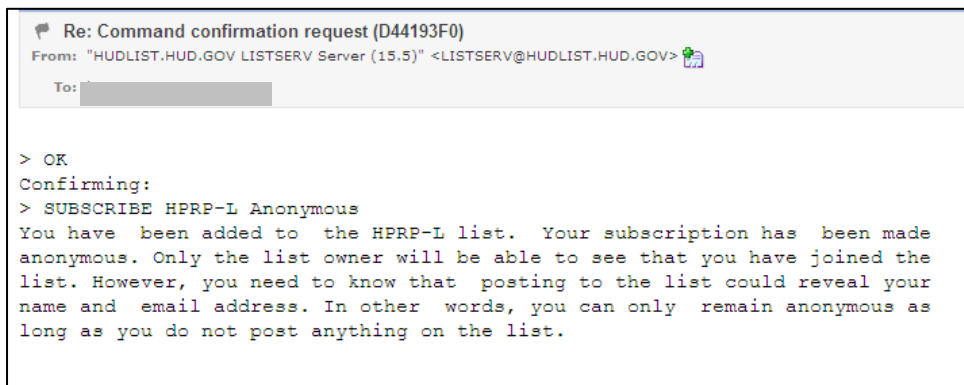 Re: Command confirmation request (D44193F0)
From: "HUDLIST.HUD.GOV LISTSERV Server (15.5)" <LISTSERV@HUDLIST.HUD.GOV>
To:
> OK
Confirming:
> SUBSCRIBE HPRP-L Anonymous
You have  been added to  the HPRP-L list.  Your subscription has  been made
anonymous. Only the list owner will be able to see that you have joined the
list. However, you need to know that  posting to the list could reveal your
name and  email address. In other  words, you can only  remain anonymous as
long as you do not post anything on the list.